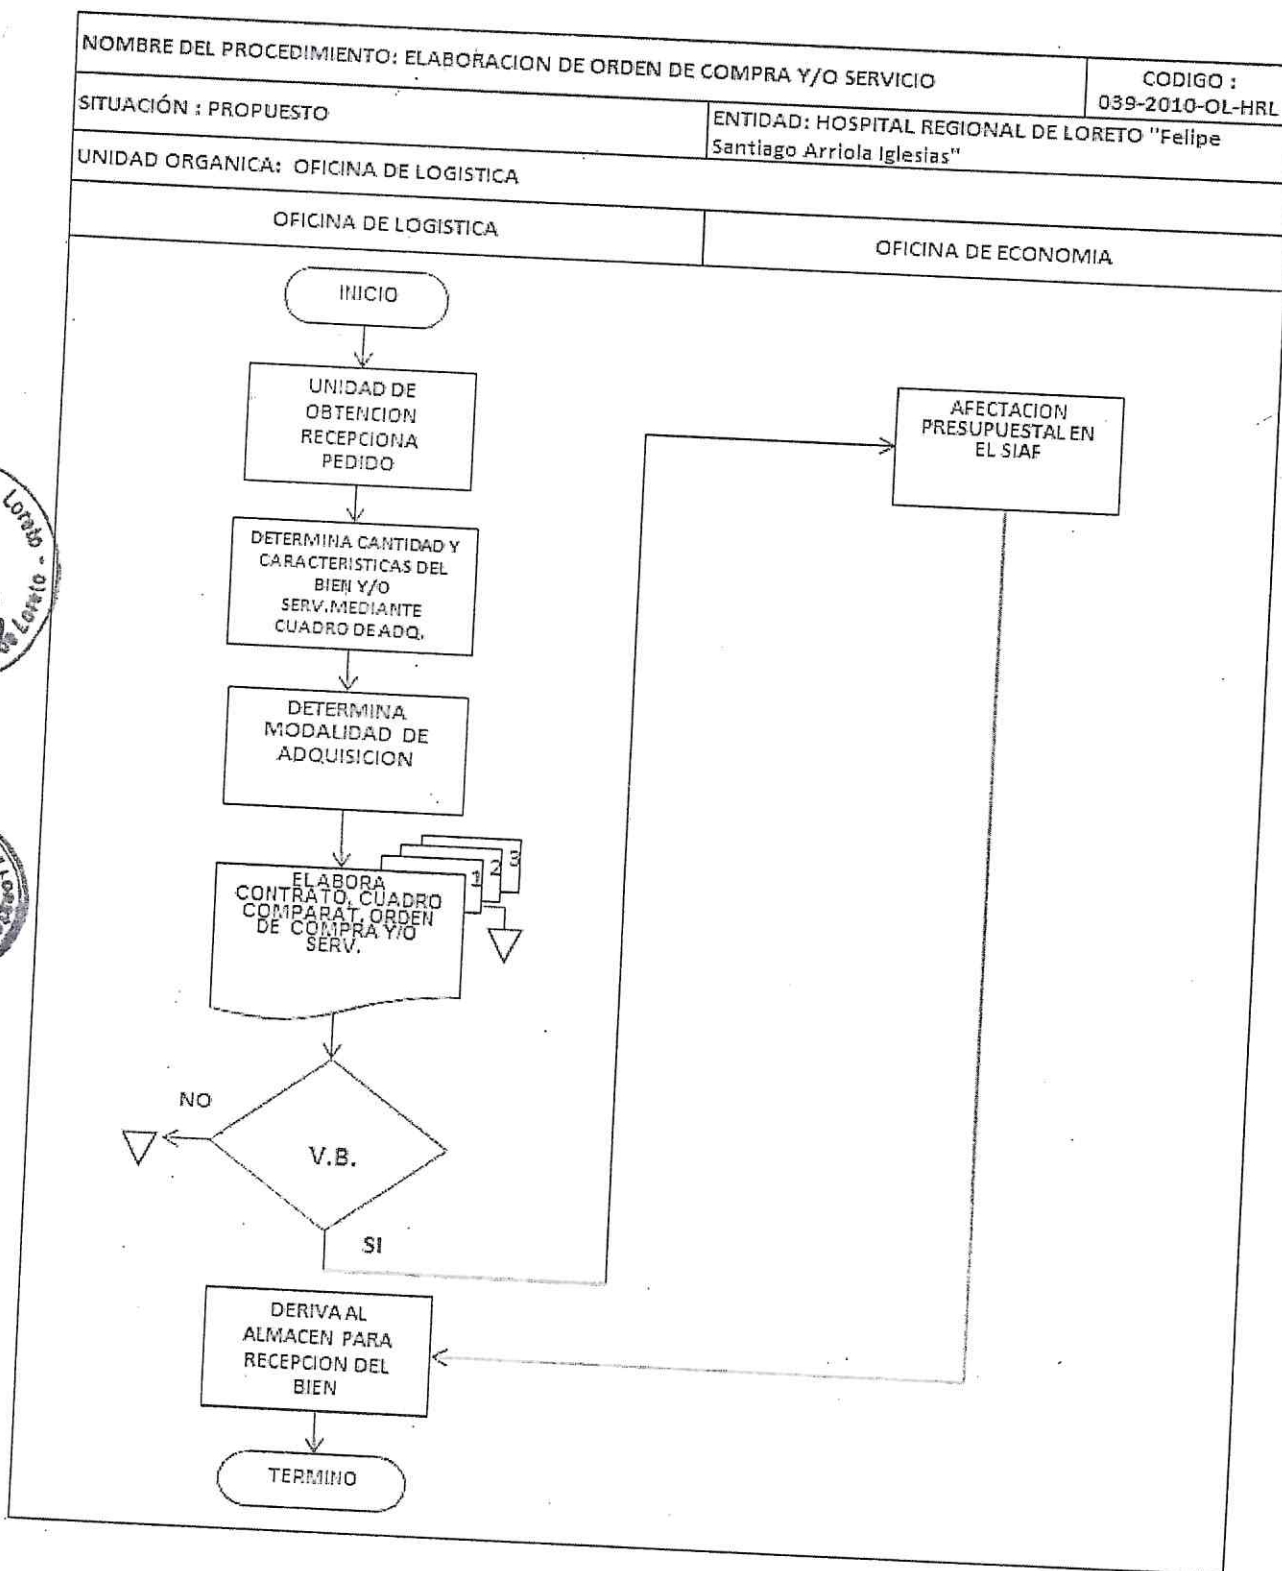 NOMBRE DEL PROCEDIMIENTO: ELABORACION DE ORDEN DE COMPRA Y/O SERVICIO
CODIGO :
039-2010-OL-HRL
SITUACIÓN : PROPUESTO
ENTIDAD: HOSPITAL REGIONAL DE LORETO "Felipe
Santiago Arriola Iglesias"
UNIDAD ORGANICA: OFICINA DE LOGISTICA
OFICINA DE LOGISTICA
OFICINA DE ECONOMIA
INICIO
UNIDAD DE
OBTENCION
RECEPCIONA
PEDIDO
AFECTACION
PRESUPUESTAL EN
EL SIAF
DETERMINA CANTIDAD Y
CARACTERISTICAS DEL
BIEN Y/O
SERV.MEDIANTE
CUADRO DE ADQ.
DETERMINA
MODALIDAD DE
ADQUISICION
ELABORA
CONTRATO, CUADRO
COMPARAT, ORDEN
DE COMPRA Y/O
SERV.
1
2
3
NO
V.B.
SI
DERIVA AL
ALMACEN PARA
RECEPCION DEL
BIEN
TERMINO
Loreto -
de Loreto -